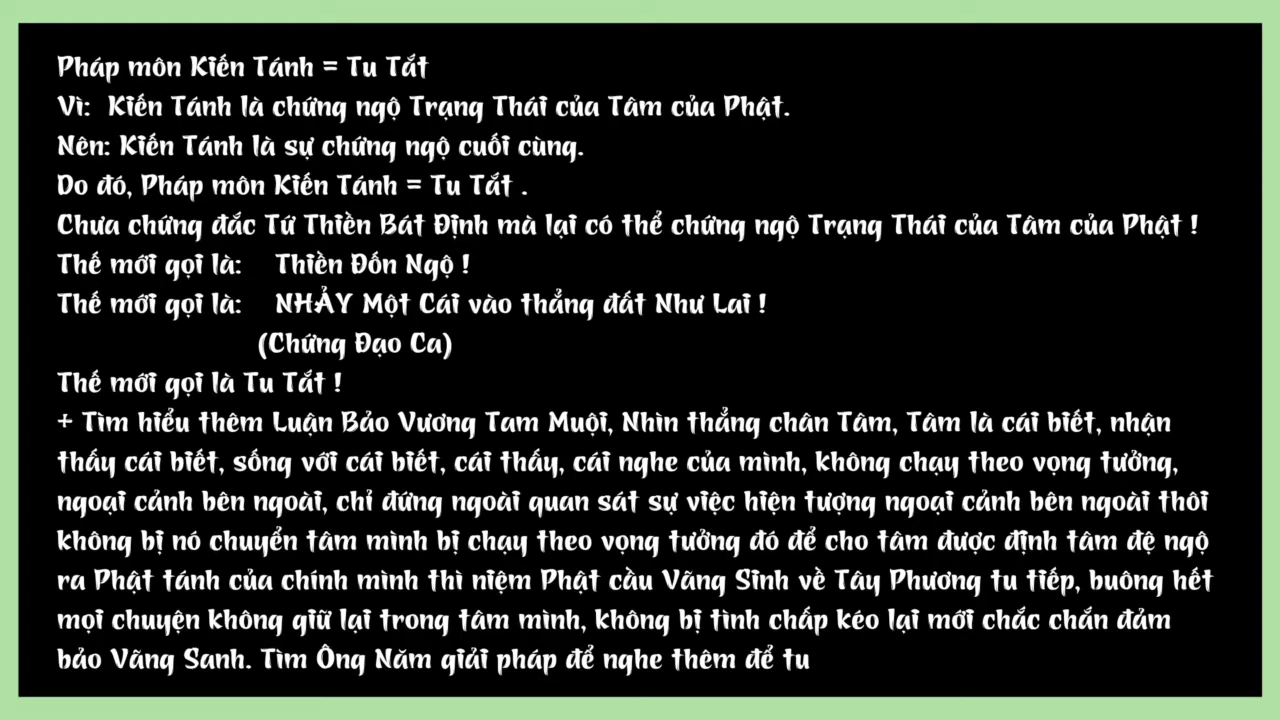 Pháp môn Kiến Tánh = Tu Tắt
Vì: Kiến Tánh là chứng ngộ Trạng Thái của Tâm của Phật.
Nên: Kiến Tánh là sự chứng ngộ cuối cùng.
Do đó, Pháp môn Kiến Tánh = Tu Tắt .
Chưa chứng đắc Tứ Thiền Bát Định mà lại có thể chứng ngộ Trạng Thái của Tâm của Phật !
Thế mới gọi là: Thiền Đốn Ngộ !
Thế mới gọi là: NHẢY Một Cái vào thẳng đất Như Lai !
(Chứng Đạo Ca)
Thế mới gọi là Tu Tắt !
+ Tìm hiểu thêm Luận Bảo Vương Tam Muội, Nhìn thẳng chân Tâm, Tâm là cái biết, nhận
thấy cái biết, sống với cái biết, cái thấy, cái nghe của mình, không chạy theo vọng tưởng,
ngoại cảnh bên ngoài, chỉ đứng ngoài quan sát sự việc hiện tượng ngoại cảnh bên ngoài thôi
không bị nó chuyển tâm mình bị chạy theo vọng tưởng đó để cho tâm được định tâm đệ ngộ
ra Phật tánh của chính mình thì niệm Phật cầu Vãng Sinh về Tây Phương tu tiếp, buông hết
mọi chuyện không giữ lại trong tâm mình, không bị tình chấp kéo lại mới chắc chắn đảm
bảo Vãng Sanh. Tìm Ông Năm giải pháp để nghe thêm để tu